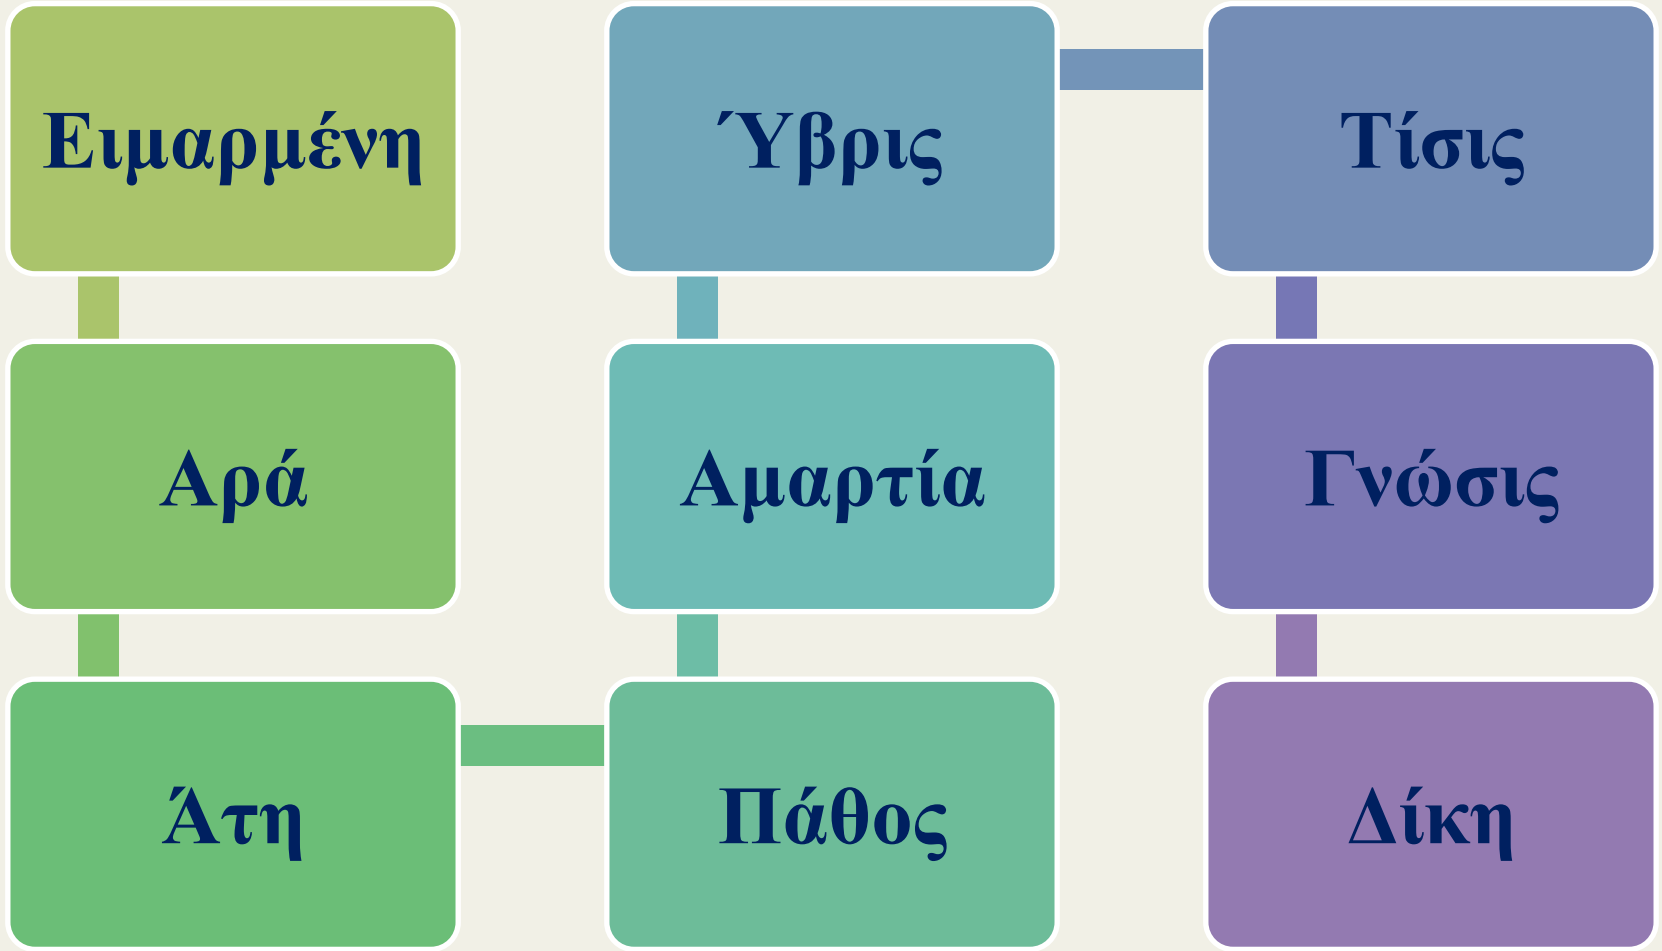 Ειμαρμένη
Αρά
Άτη
Πάθος
Αμαρτία
Ύβρις
Τίσις
Γνώσις
Δίκη